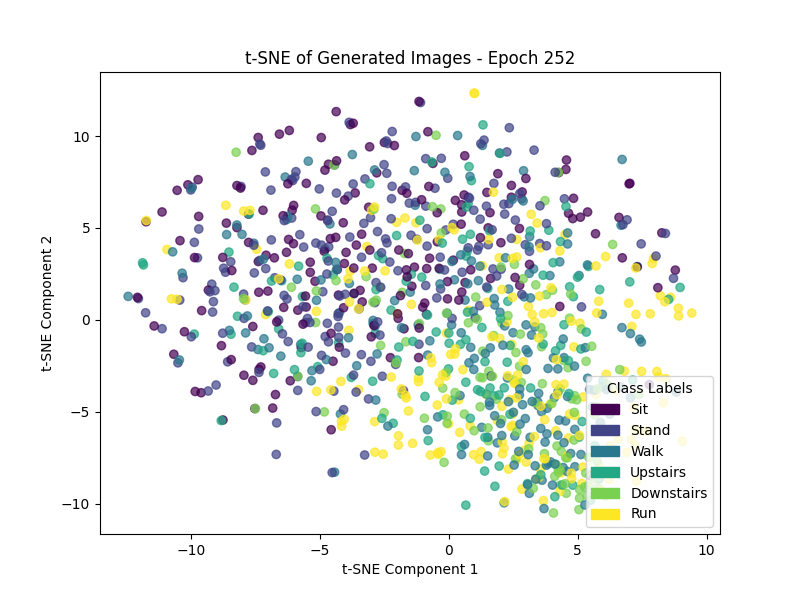 t-SNE of Generated Images - Epoch 252
10
5
0
−5
−10
t-SNE Component 2
−10
−5
0
5
10
t-SNE Component 1
Class Labels
Sit
Stand
Walk
Upstairs
Downstairs
Run